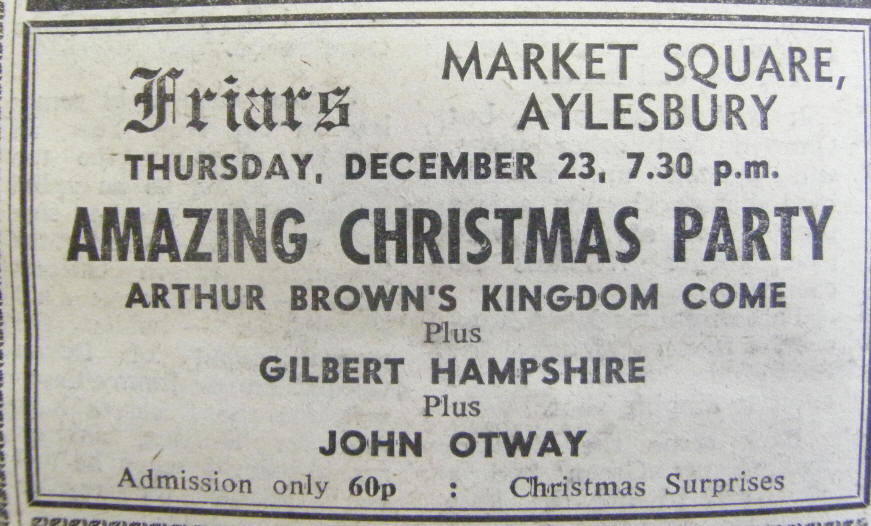 Friars
MARKET SQUARE,
AYLESBURY
THURSDAY, DECEMBER 23, 7.30 p.m.
AMAZING CHRISTMAS PARTY
ARTHUR BROWN'S KINGDOM COME
Plus
GILBERT HAMPSHIRE
Plus
JOHN OTWAY
Admission only 60p : Christmas Surprises